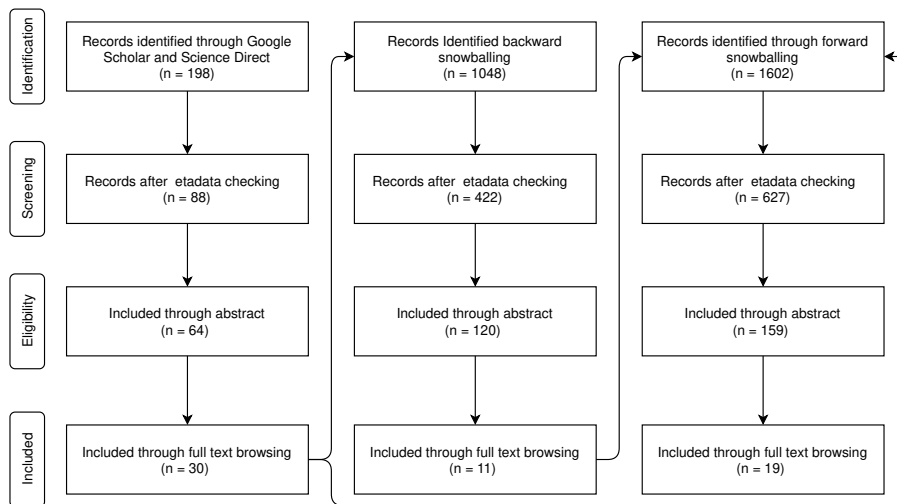 Identification
Records identified through Google
Scholar and Science Direct
(n = 198)
Records Identified backward
snowballing
(n = 1048)
Records identified through forward
snowballing
(n = 1602)
Screening
Records after etadata checking
(n = 88)
Records after etadata checking
(n = 422)
Records after etadata checking
(n = 627)
Eligibility
Included through abstract
(n = 64)
Included through abstract
(n = 120)
Included through abstract
(n = 159)
Included
Included through full text browsing
(n = 30)
Included through full text browsing
(n = 11)
Included through full text browsing
(n = 19)